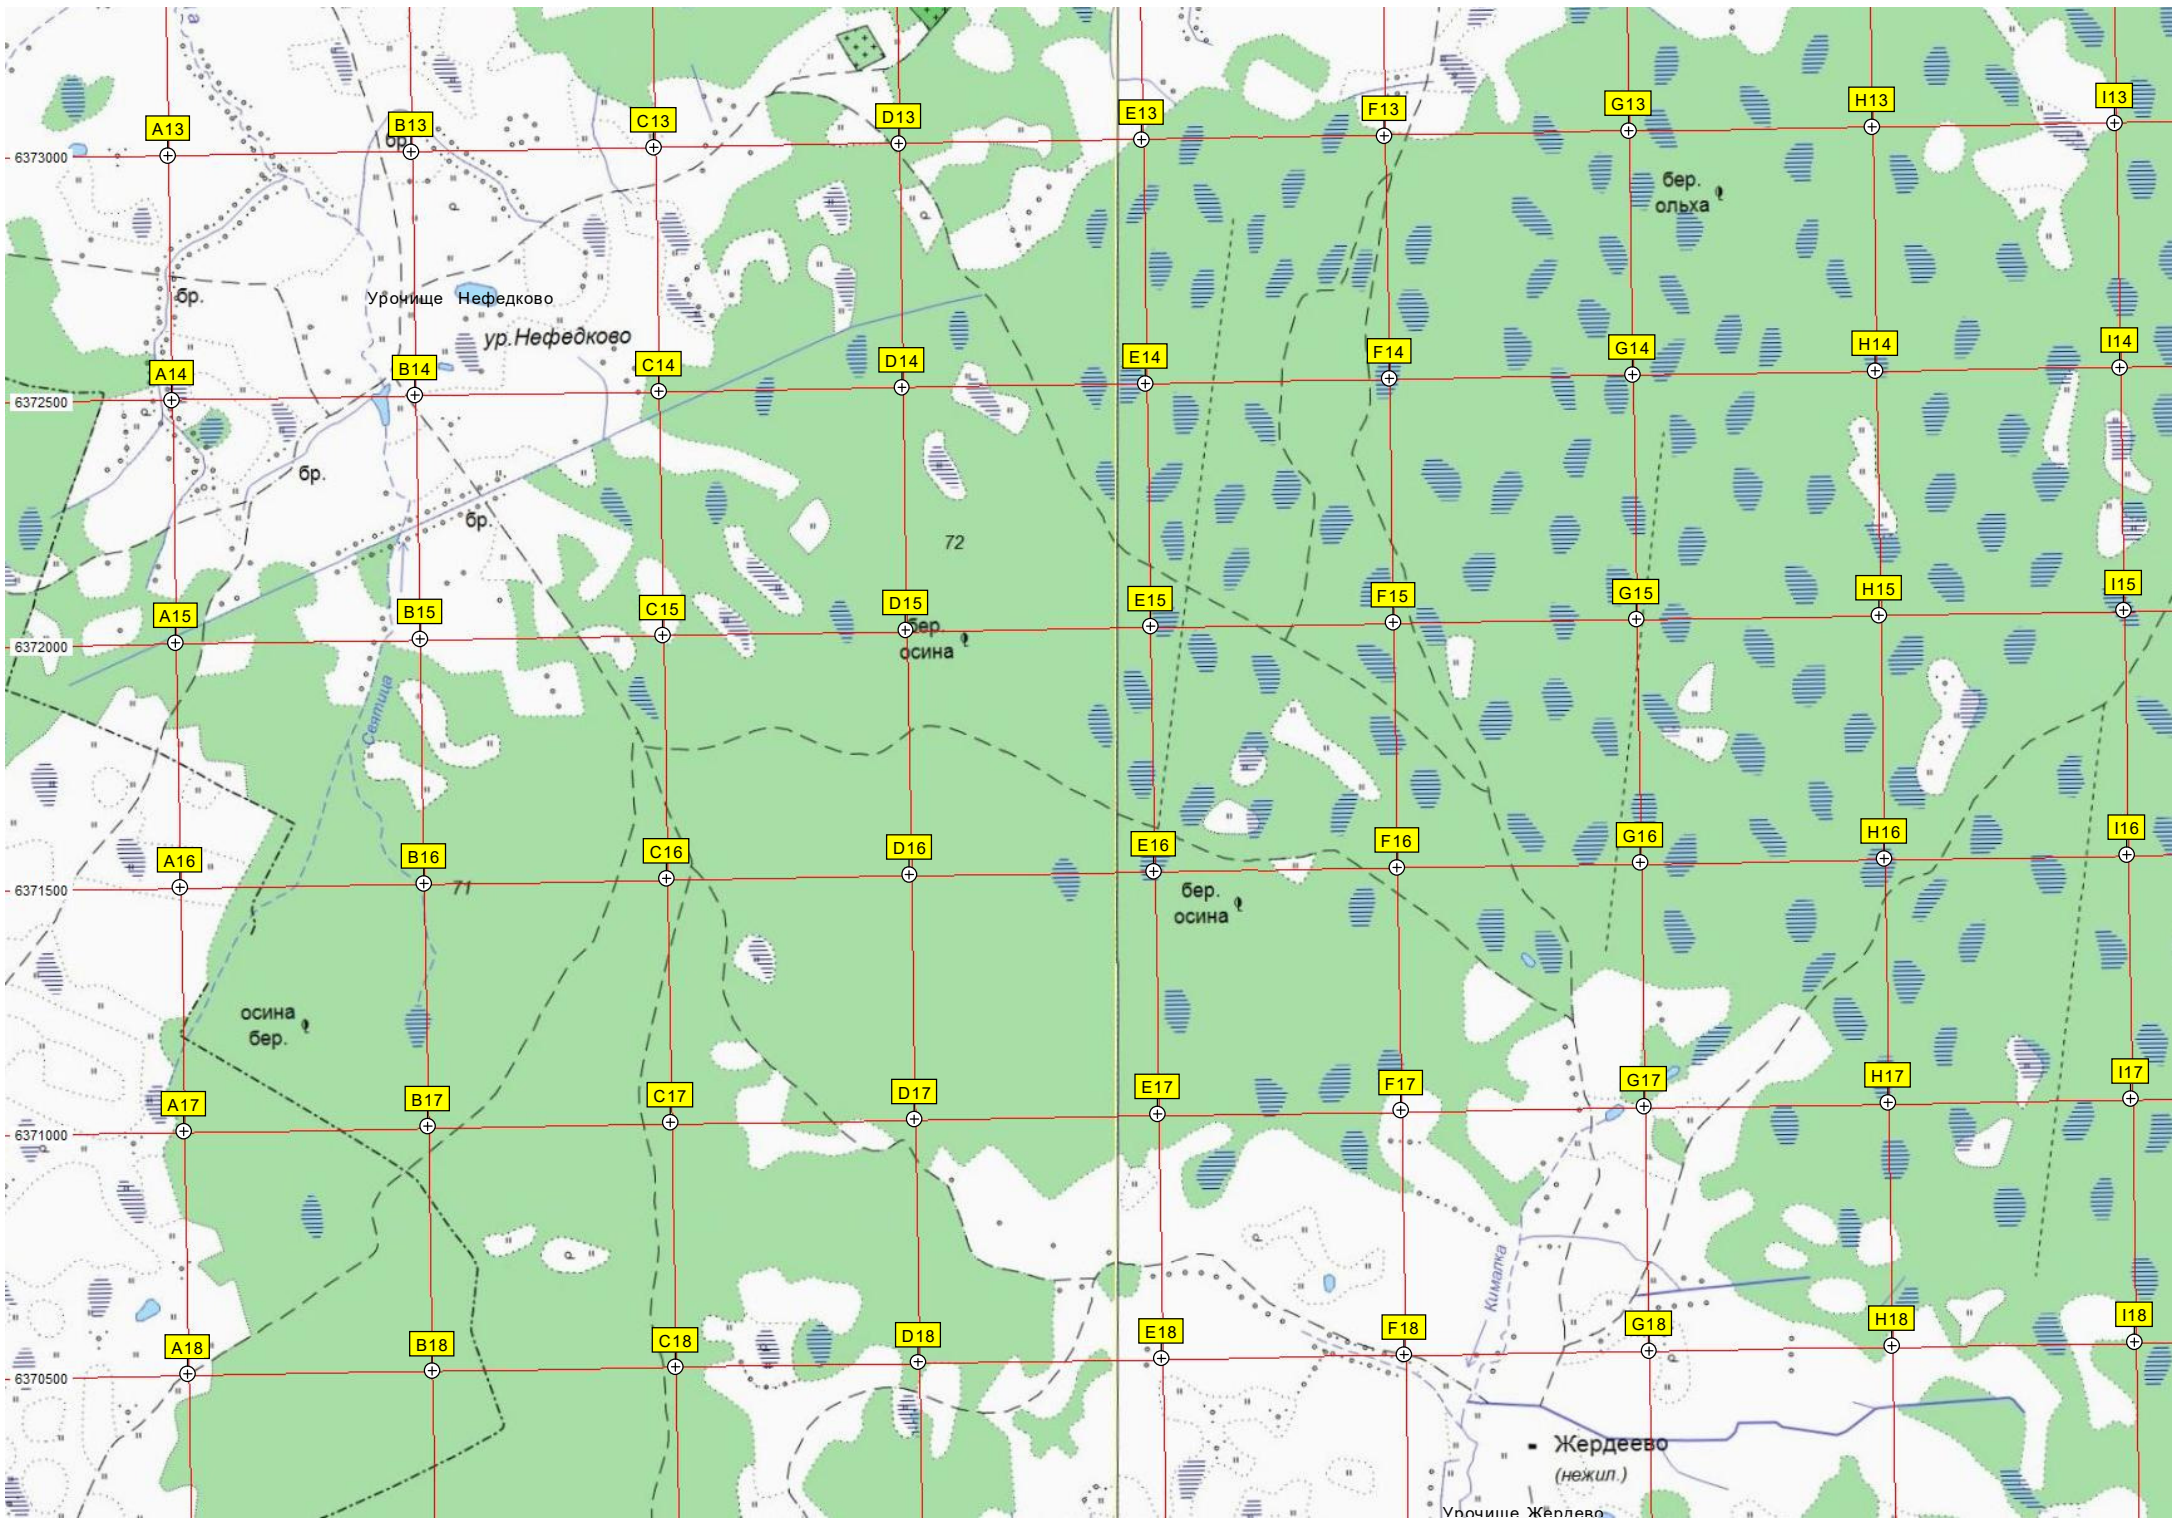 A13
B13
C13
D13
E13
F13
G13
H13
I13
бр.
6373000
бер.
ольха
бр.
Урочище Нефедково
ур.Нефедково
A14
B14
C14
D14
E14
F14
G14
H14
I14
6372500
бр.
бр.
72
A15
B15
C15
D15
E15
F15
G15
H15
I15
6372000
бер.
осина
Святица
A16
B16
C16
D16
E16
F16
G16
H16
I16
6371500
71
бер.
осина
осина
бер.
A17
B17
C17
D17
E17
F17
G17
H17
I17
6371000
Кималка
A18
B18
C18
D18
E18
F18
G18
H18
I18
6370500
Жердеево
(нежил.)
Урочище Жердево